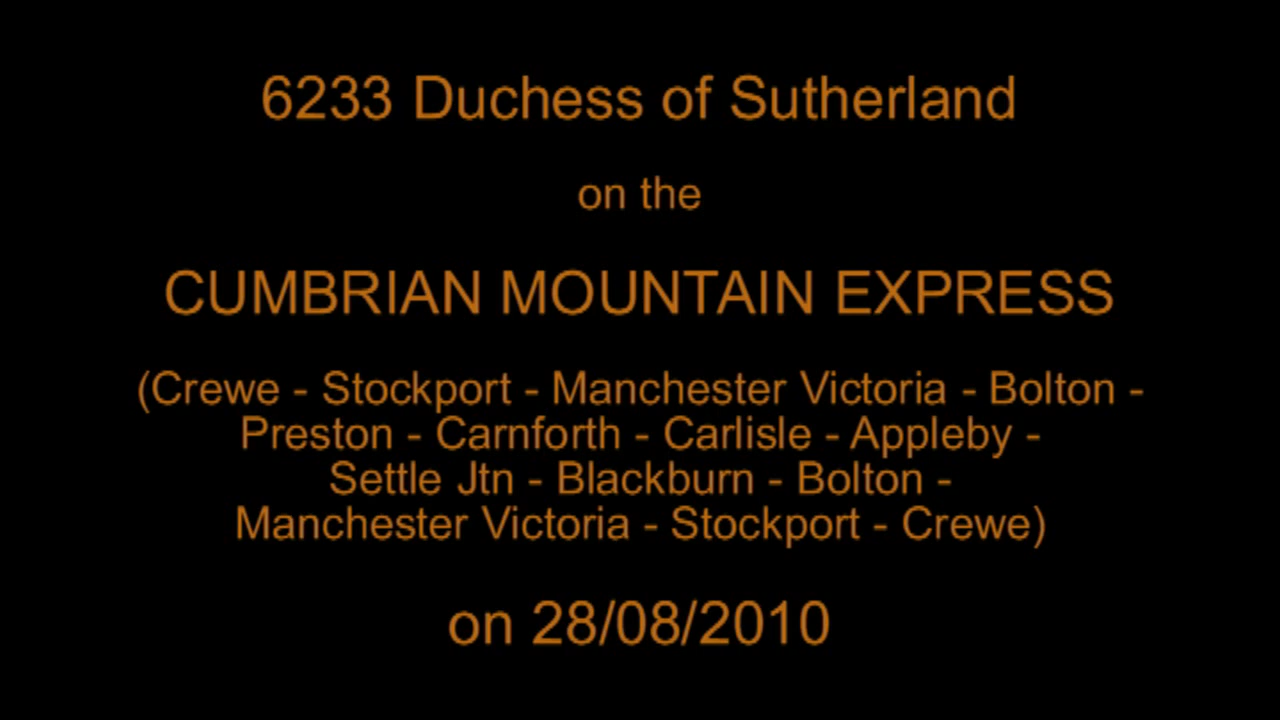 6233 Duchess of Sutherland
on the
CUMBRIAN MOUNTAIN EXPRESS
(Crewe - Stockport - Manchester Victoria - Bolton -
Preston - Carnforth - Carlisle - Appleby -
Settle Jtn - Blackburn - Bolton -
Manchester Victoria - Stockport - Crewe)
on 28/08/2010